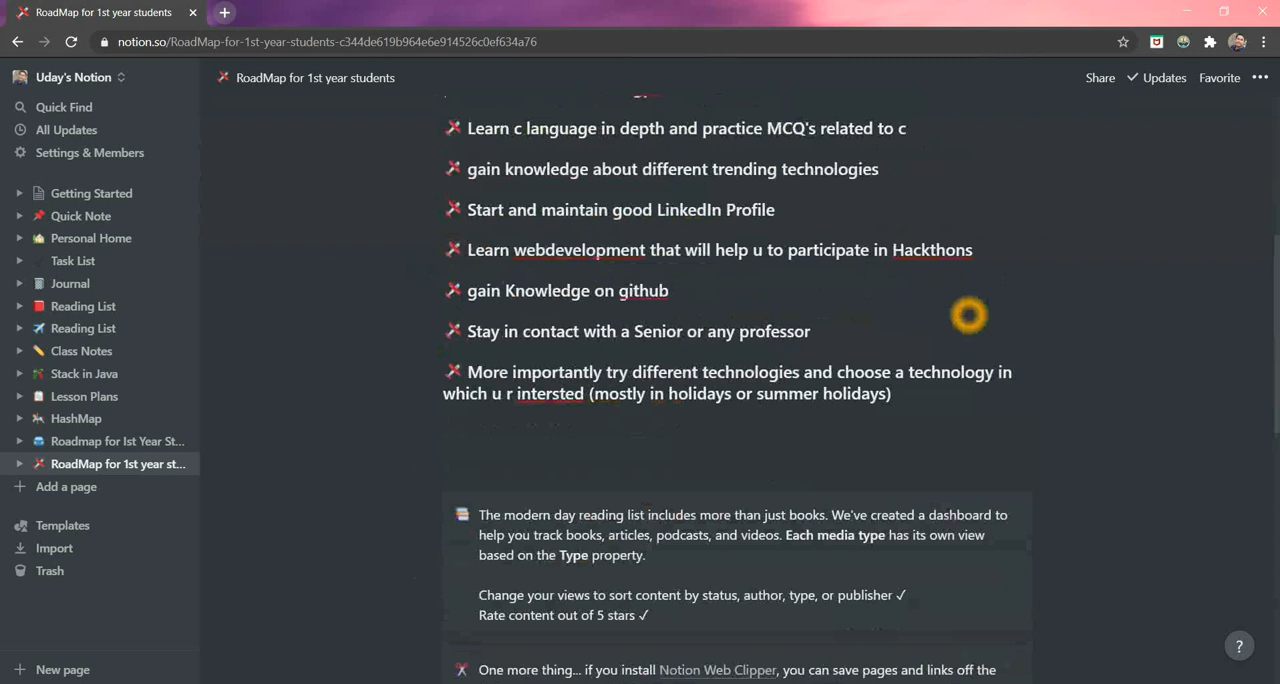 RoadMap for 1st year students
notion.so/RoadMap-for-1st-year-students-c344de619b964e6e914526c0ef634a76
Uday's Notion
RoadMap for 1st year students
Share ✓ Updates Favorite
Quick Find
All Updates
Settings & Members
Getting Started
Quick Note
Personal Home
Task List
Journal
Reading List
Reading List
Class Notes
Stack in Java
Lesson Plans
HashMap
Roadmap for Ist Year St...
RoadMap for 1st year st...
Add a page
Templates
Import
Trash
New page
Learn c language in depth and practice MCQ's related to c
gain knowledge about different trending technologies
Start and maintain good LinkedIn Profile
Learn webdevelopment that will help u to participate in Hackthons
gain Knowledge on github
Stay in contact with a Senior or any professor
More importantly try different technologies and choose a technology in
which u r intersted (mostly in holidays or summer holidays)
The modern day reading list includes more than just books. We've created a dashboard to
help you track books, articles, podcasts, and videos. Each media type has its own view
based on the Type property.
Change your views to sort content by status, author, type, or publisher ✓
Rate content out of 5 stars ✓
One more thing... if you install Notion Web Clipper, you can save pages and links off the
?